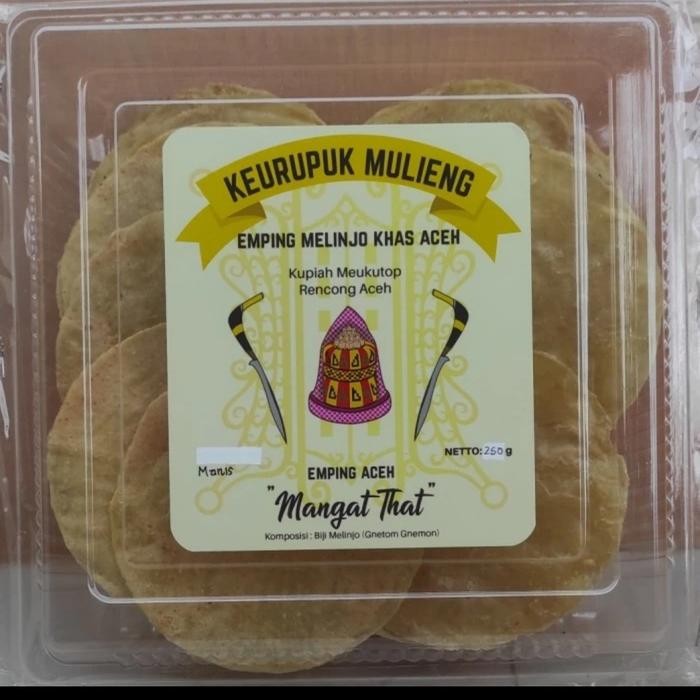 KEURUPUK MULIENG
EMPING MELINJO KHAS ACEH
Kupiah Meukutop
Rencong Aceh
NETTO: 250 g
Manis
EMPING ACEH
"Mangat That"
Komposisi : Biji Melinjo (Gnetom Gnemon)